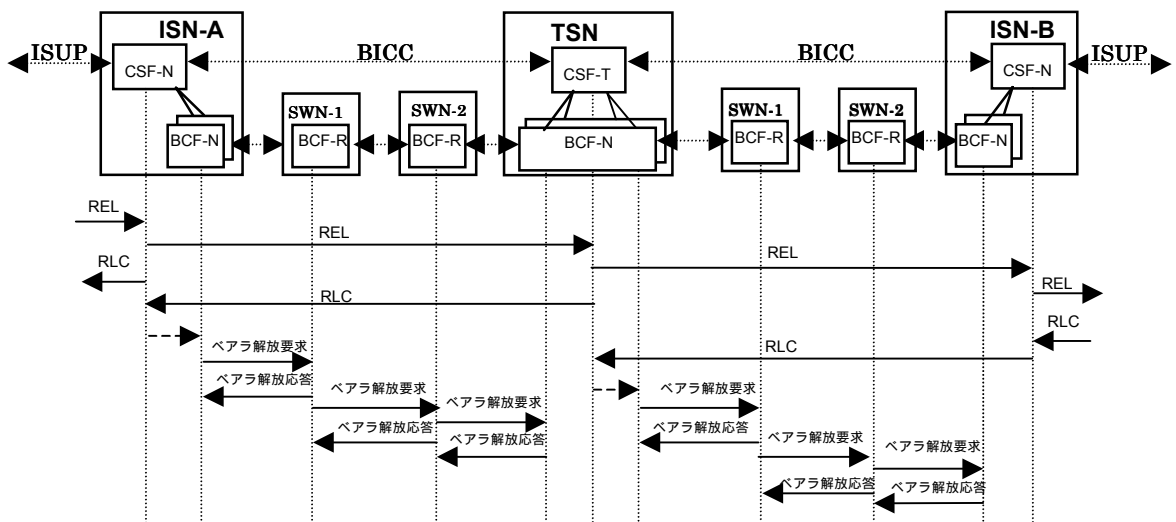 ISN-A
TSN
ISN-B
ISUP
BICC
BICC
ISUP
CSF-N
CSF-T
CSF-N
SWN-1
SWN-2
SWN-1
SWN-2
BCF-N
BCF-R
BCF-R
BCF-N
BCF-R
BCF-R
BCF-N
REL
REL
REL
RLC
REL
RLC
RLC
RLC
ベアラ解放要求
ベアラ解放応答
ベアラ解放要求
ベアラ解放要求
ベアラ解放要求
ベアラ解放応答
ベアラ解放応答
ベアラ解放応答
ベアラ解放要求
ベアラ解放要求
ベアラ解放応答
ベアラ解放応答